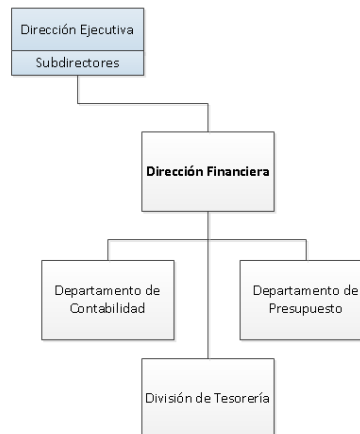 Dirección Ejecutiva
Subdirectores
Dirección Financiera
Departamento de
Contabilidad
Departamento de
Presupuesto
División de Tesorería